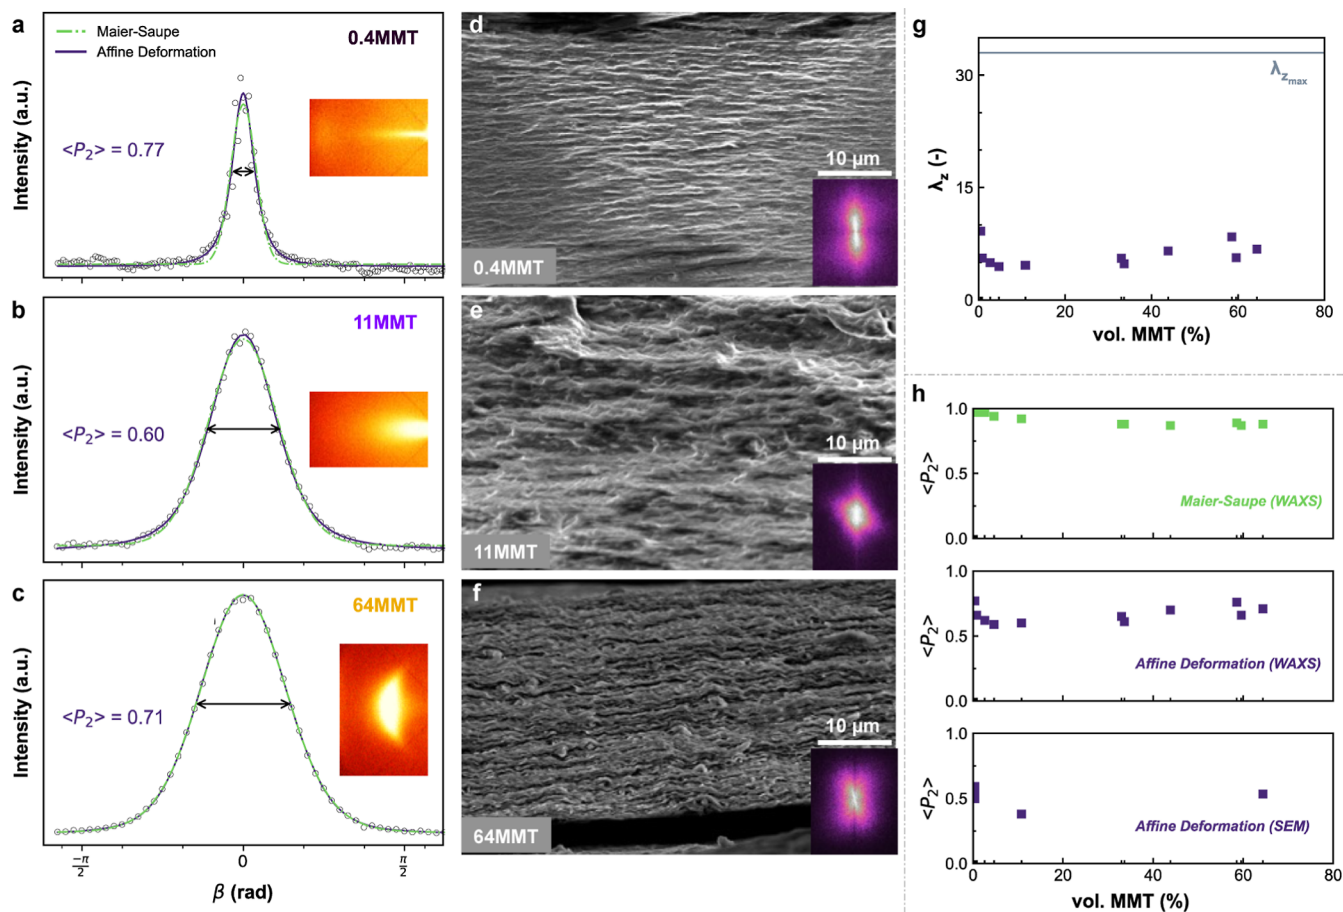 a
Maier-Saupe
Affine Deformation
0.4MMT
<P₂> = 0.77
Intensity (a.u.)
b
11MMT
<P₂> = 0.60
Intensity (a.u.)
c
64MMT
<P₂> = 0.71
Intensity (a.u.)
−π/2
0
π/2
β (rad)
d
10 µm
0.4MMT
e
10 µm
11MMT
f
10 µm
64MMT
g
33
λzmax
15
λz (-)
0
0 20 40 60 80
vol. MMT (%)
h
1.0
0.5
0.0
<P₂>
Maier-Saupe (WAXS)
1.0
0.5
0.0
<P₂>
Affine Deformation (WAXS)
1.0
0.5
0.0
<P₂>
Affine Deformation (SEM)
0 20 40 60 80
vol. MMT (%)